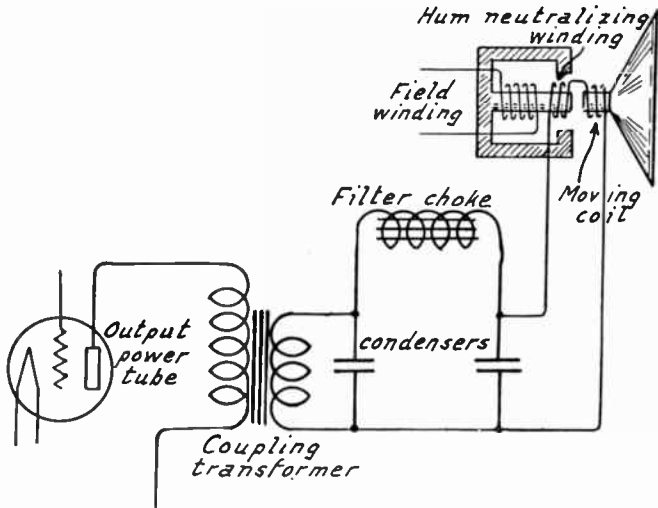 Hum neutralizing
winding
Field
winding
Moving
coil
Filter choke
Output
power
tube
condensers
Coupling
transformer